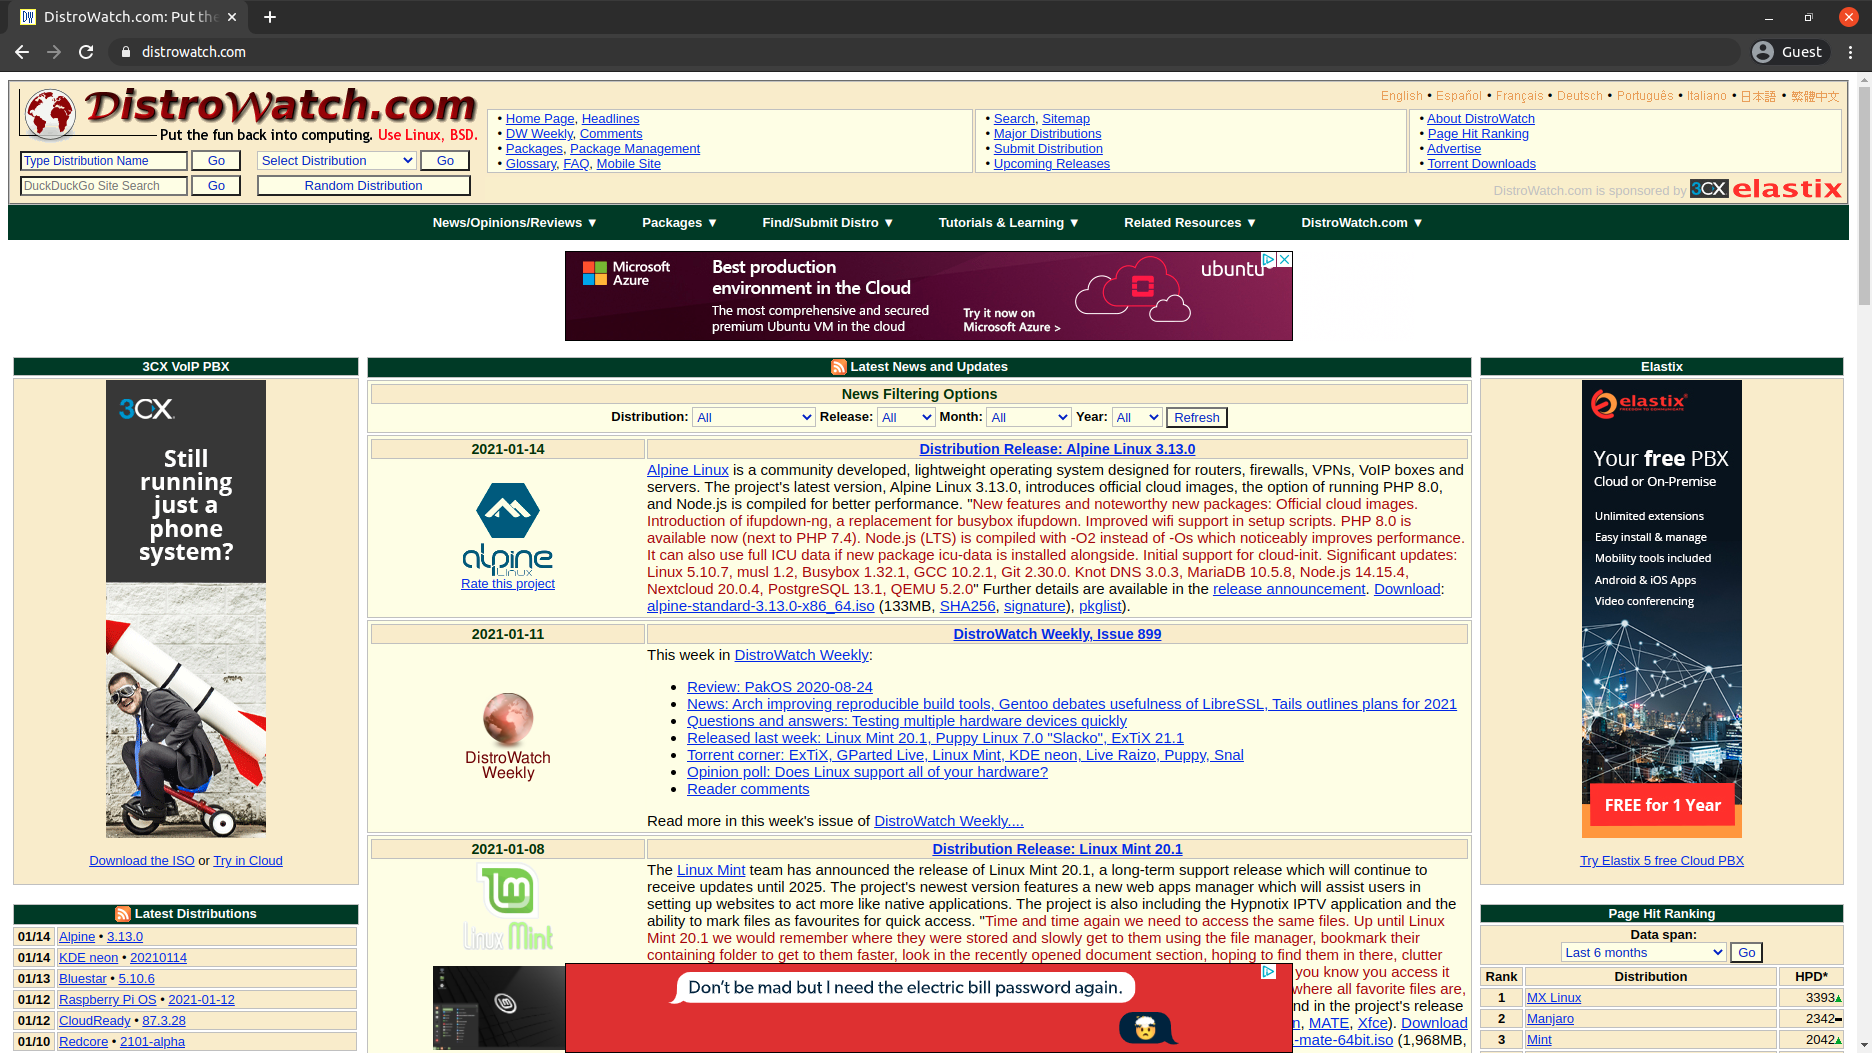 DistroWatch.com: Put the
distrowatch.com
Guest
DistroWatch.com
Put the fun back into computing. Use Linux, BSD.
English • Español • Français • Deutsch • Português • Italiano • 日本語 • 繁體中文
Type Distribution Name Go Select Distribution Go
DuckDuckGo Site Search Go Random Distribution
• Home Page, Headlines
• DW Weekly, Comments
• Packages, Package Management
• Glossary, FAQ, Mobile Site
• Search, Sitemap
• Major Distributions
• Submit Distribution
• Upcoming Releases
• About DistroWatch
• Page Hit Ranking
• Advertise
• Torrent Downloads
DistroWatch.com is sponsored by 3CX elastix
News/Opinions/Reviews ▼ Packages ▼ Find/Submit Distro ▼ Tutorials & Learning ▼ Related Resources ▼ DistroWatch.com ▼
Microsoft
Azure
Best production
environment in the Cloud
The most comprehensive and secured
premium Ubuntu VM in the cloud
Try it now on
Microsoft Azure >
ubuntu
3CX VoIP PBX
3CX
Still
running
just a
phone
system?
Download the ISO or Try in Cloud
Latest Distributions
01/14 Alpine • 3.13.0
01/14 KDE neon • 20210114
01/13 Bluestar • 5.10.6
01/12 Raspberry Pi OS • 2021-01-12
01/12 CloudReady • 87.3.28
01/10 Redcore • 2101-alpha
Latest News and Updates
News Filtering Options
Distribution: All Release: All Month: All Year: All Refresh
2021-01-14 Distribution Release: Alpine Linux 3.13.0
alpine
Linux
Rate this project
Alpine Linux is a community developed, lightweight operating system designed for routers, firewalls, VPNs, VoIP boxes and
servers. The project's latest version, Alpine Linux 3.13.0, introduces official cloud images, the option of running PHP 8.0,
and Node.js is compiled for better performance. "New features and noteworthy new packages: Official cloud images.
Introduction of ifupdown-ng, a replacement for busybox ifupdown. Improved wifi support in setup scripts. PHP 8.0 is
available now (next to PHP 7.4). Node.js (LTS) is compiled with -O2 instead of -Os which noticeably improves performance.
It can also use full ICU data if new package icu-data is installed alongside. Initial support for cloud-init. Significant updates:
Linux 5.10.7, musl 1.2, Busybox 1.32.1, GCC 10.2.1, Git 2.30.0. Knot DNS 3.0.3, MariaDB 10.5.8, Node.js 14.15.4,
Nextcloud 20.0.4, PostgreSQL 13.1, QEMU 5.2.0" Further details are available in the release announcement. Download:
alpine-standard-3.13.0-x86_64.iso (133MB, SHA256, signature), pkglist).
2021-01-11 DistroWatch Weekly, Issue 899
DistroWatch
Weekly
This week in DistroWatch Weekly:
• Review: PakOS 2020-08-24
• News: Arch improving reproducible build tools, Gentoo debates usefulness of LibreSSL, Tails outlines plans for 2021
• Questions and answers: Testing multiple hardware devices quickly
• Released last week: Linux Mint 20.1, Puppy Linux 7.0 "Slacko", ExTiX 21.1
• Torrent corner: ExTiX, GParted Live, Linux Mint, KDE neon, Live Raizo, Puppy, Snal
• Opinion poll: Does Linux support all of your hardware?
• Reader comments
Read more in this week's issue of DistroWatch Weekly....
2021-01-08 Distribution Release: Linux Mint 20.1
Linux Mint
The Linux Mint team has announced the release of Linux Mint 20.1, a long-term support release which will continue to
receive updates until 2025. The project's newest version features a new web apps manager which will assist users in
setting up websites to act more like native applications. The project is also including the Hypnotix IPTV application and the
ability to mark files as favourites for quick access. "Time and time again we need to access the same files. Up until Linux
Mint 20.1 we would remember where they were stored and slowly get to them using the file manager, bookmark their
containing folder to get to them faster, look in the recently opened document section, hoping to find them in there, clutter
you know you access it
where all favorite files are,
nd in the project's release
n, MATE, Xfce). Download
-mate-64bit.iso (1,968MB,
Don't be mad but I need the electric bill password again.
Elastix
elastix
Your free PBX
Cloud or On-Premise
Unlimited extensions
Easy install & manage
Mobility tools included
Android & iOS Apps
Video conferencing
FREE for 1 Year
Try Elastix 5 free Cloud PBX
Page Hit Ranking
Data span:
Last 6 months Go
Rank Distribution HPD*
1 MX Linux 3393
2 Manjaro 2342
3 Mint 2042